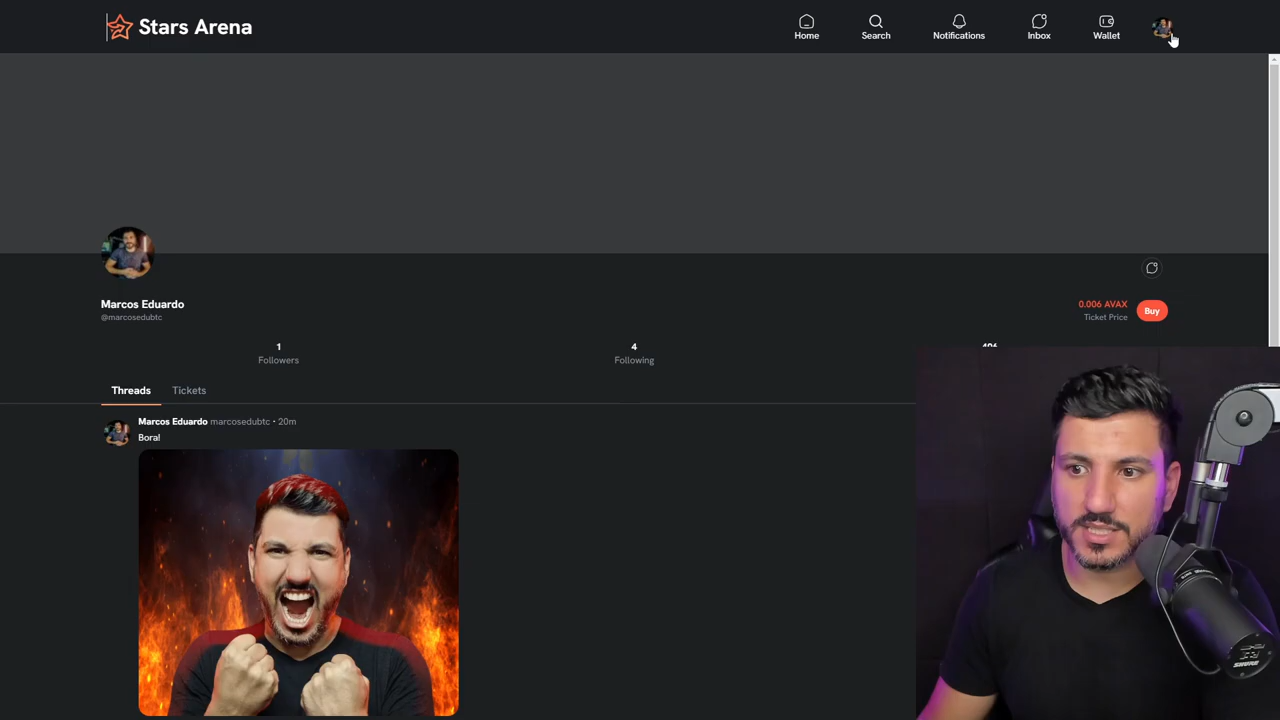 Stars Arena
Home
Search
Notifications
Inbox
Wallet
Marcos Eduardo
@marcosedubtc
0.006 AVAX
Ticket Price
Buy
1
Followers
4
Following
Threads
Tickets
Marcos Eduardo marcosedubtc • 20m
Bora!
SHURE